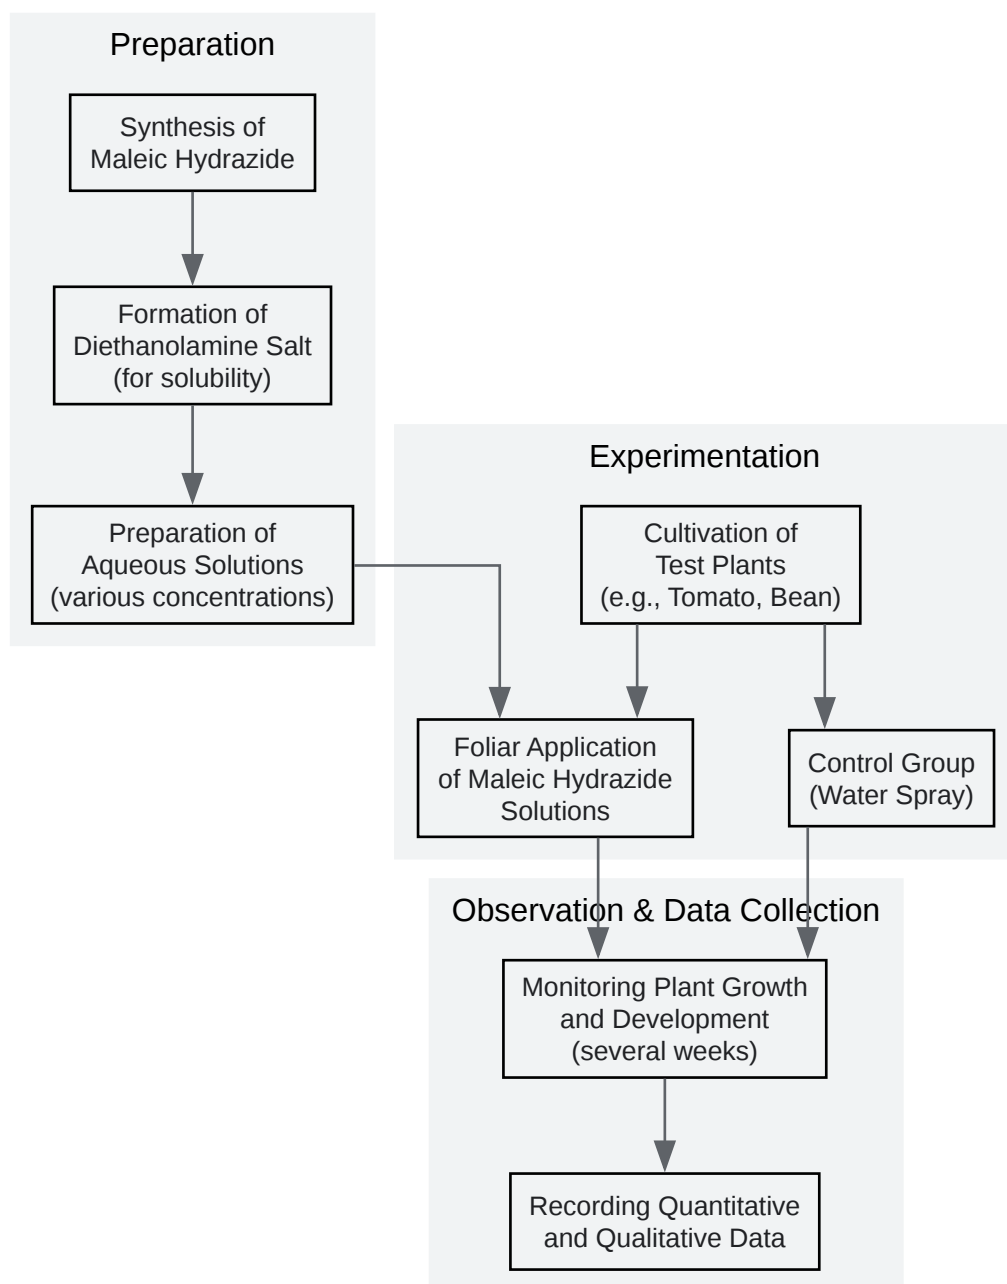 Preparation
Synthesis of
Maleic Hydrazide
Formation of
Diethanolamine Salt
(for solubility)
Preparation of
Aqueous Solutions
(various concentrations)
Experimentation
Cultivation of
Test Plants
(e.g., Tomato, Bean)
Foliar Application
of Maleic Hydrazide
Solutions
Control Group
(Water Spray)
Observation & Data Collection
Monitoring Plant Growth
and Development
(several weeks)
Recording Quantitative
and Qualitative Data